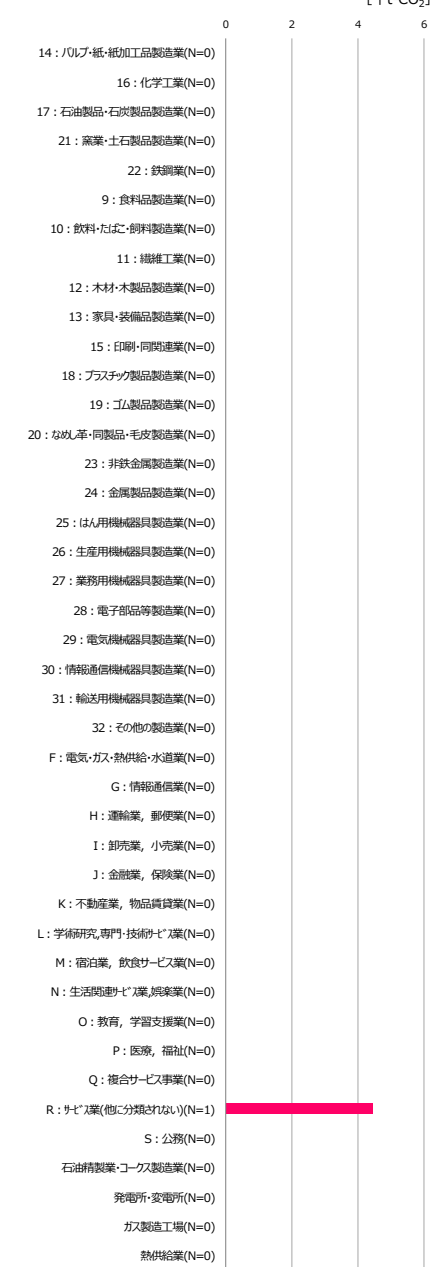 [千t-CO₂]
0 2 4 6
14：パルプ・紙・紙加工品製造業(N=0)
16：化学工業(N=0)
17：石油製品・石炭製品製造業(N=0)
21：窯業・土石製品製造業(N=0)
22：鉄鋼業(N=0)
9：食料品製造業(N=0)
10：飲料・たばこ・飼料製造業(N=0)
11：繊維工業(N=0)
12：木材・木製品製造業(N=0)
13：家具・装備品製造業(N=0)
15：印刷・同関連業(N=0)
18：プラスチック製品製造業(N=0)
19：ゴム製品製造業(N=0)
20：なめし革・同製品・毛皮製造業(N=0)
23：非鉄金属製造業(N=0)
24：金属製品製造業(N=0)
25：はん用機械器具製造業(N=0)
26：生産用機械器具製造業(N=0)
27：業務用機械器具製造業(N=0)
28：電子部品等製造業(N=0)
29：電気機械器具製造業(N=0)
30：情報通信機械器具製造業(N=0)
31：輸送用機械器具製造業(N=0)
32：その他の製造業(N=0)
F：電気・ガス・熱供給・水道業(N=0)
G：情報通信業(N=0)
H：運輸業，郵便業(N=0)
I：卸売業，小売業(N=0)
J：金融業，保険業(N=0)
K：不動産業，物品賃貸業(N=0)
L：学術研究,専門・技術ｻｰﾋﾞｽ業(N=0)
M：宿泊業，飲食サービス業(N=0)
N：生活関連ｻｰﾋﾞｽ業,娯楽業(N=0)
O：教育，学習支援業(N=0)
P：医療，福祉(N=0)
Q：複合サービス事業(N=0)
R：ｻｰﾋﾞｽ業(他に分類されない)(N=1)
S：公務(N=0)
石油精製業・コークス製造業(N=0)
発電所・変電所(N=0)
ガス製造工場(N=0)
熱供給業(N=0)